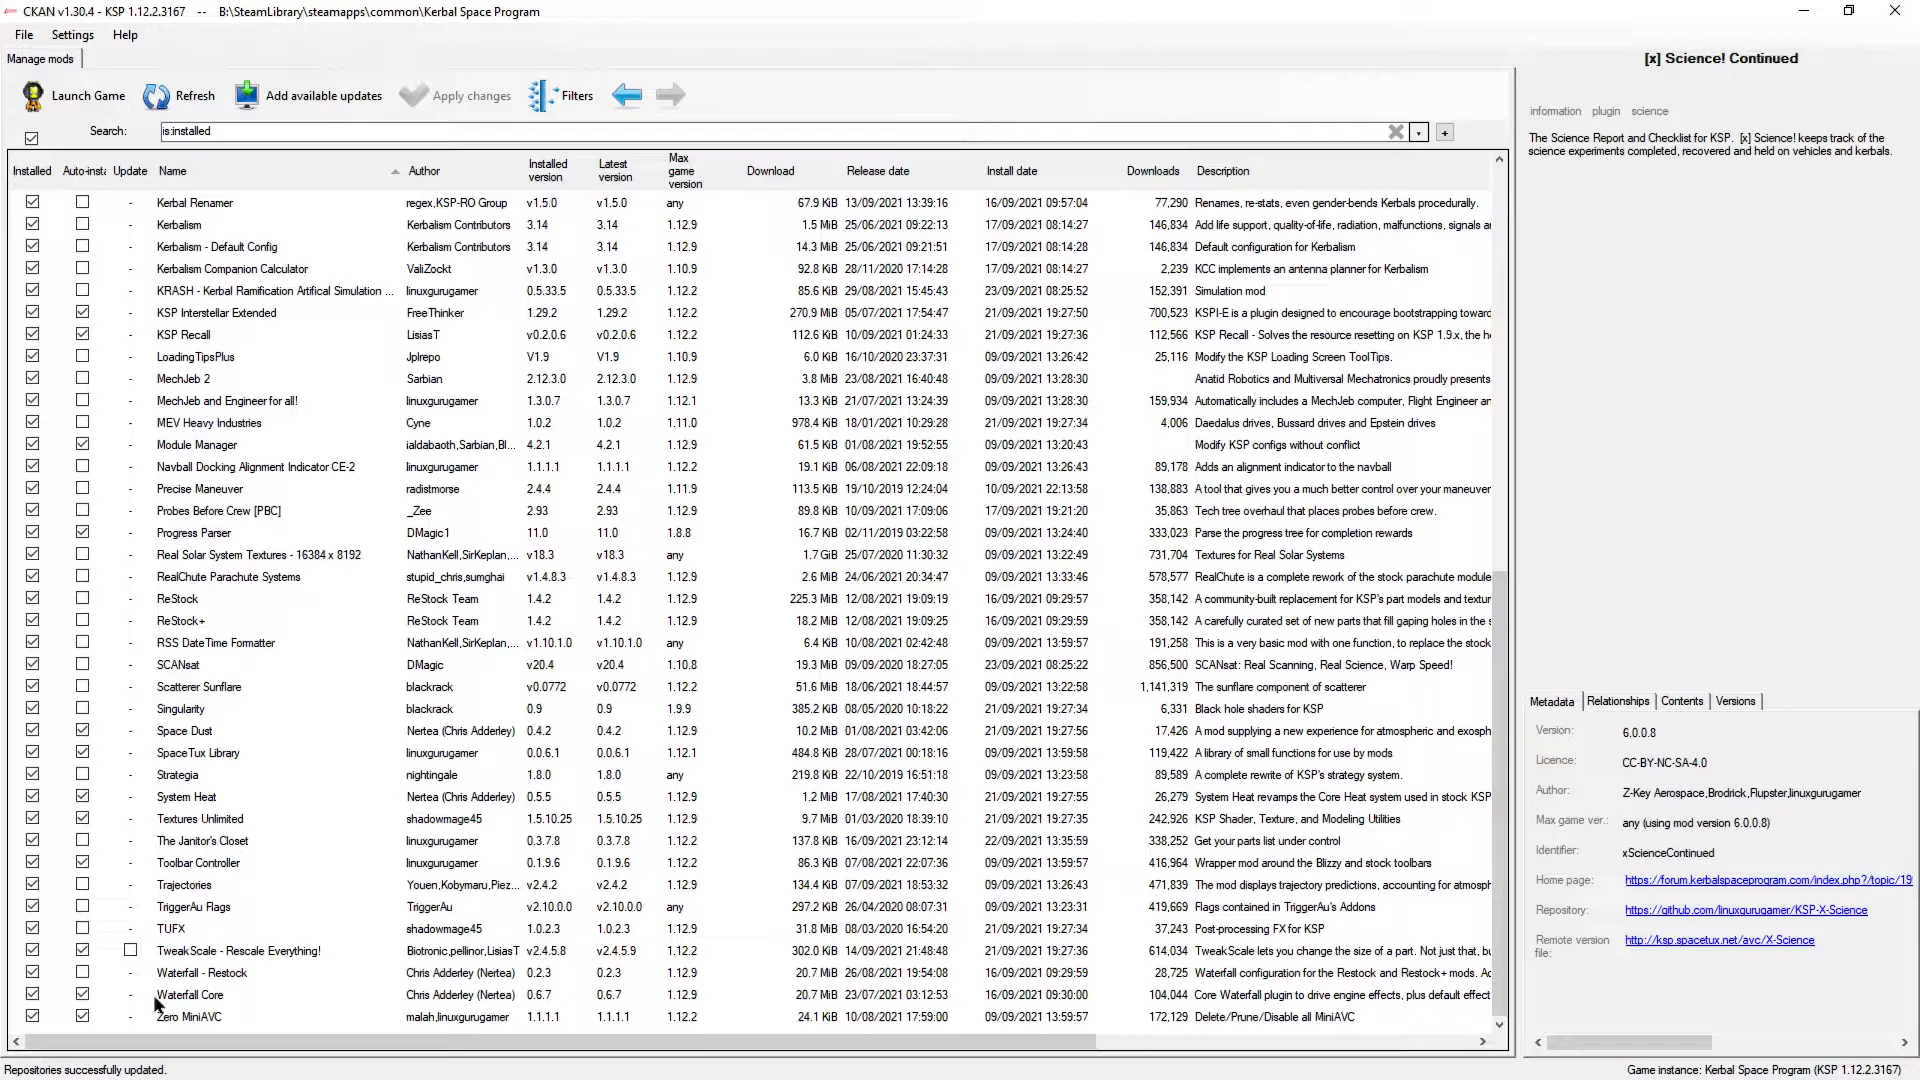 CKAN v1.30.4 - KSP 1.12.2.3167 -- B:\SteamLibrary\steamapps\common\Kerbal Space Program
File Settings Help
Manage mods
Launch Game Refresh Add available updates Apply changes Filters
Search: is:installed
Installed Auto-insta Update Name Author Installed version Latest version Max game version Download Release date Install date Downloads Description
- Kerbal Renamer regex,KSP-RO Group v1.5.0 v1.5.0 any 67.9 KiB 13/09/2021 13:39:16 16/09/2021 09:57:04 77,290 Renames, re-stats, even gender-bends Kerbals procedurally.
- Kerbalism Kerbalism Contributors 3.14 3.14 1.12.9 1.5 MiB 25/06/2021 09:22:13 17/09/2021 08:14:27 146,834 Add life support, quality-of-life, radiation, malfunctions, signals ar
- Kerbalism - Default Config Kerbalism Contributors 3.14 3.14 1.12.9 14.3 MiB 25/06/2021 09:21:51 17/09/2021 08:14:28 146,834 Default configuration for Kerbalism
- Kerbalism Companion Calculator ValiZockt v1.3.0 v1.3.0 1.10.9 92.8 KiB 28/11/2020 17:14:28 17/09/2021 08:14:27 2,239 KCC implements an antenna planner for Kerbalism
- KRASH - Kerbal Ramification Artifical Simulation ... linuxgurugamer 0.5.33.5 0.5.33.5 1.12.2 85.6 KiB 29/08/2021 15:45:43 23/09/2021 08:25:52 152,391 Simulation mod
- KSP Interstellar Extended FreeThinker 1.29.2 1.29.2 1.12.2 270.9 MiB 05/07/2021 17:54:47 21/09/2021 19:27:50 700,523 KSPI-E is a plugin designed to encourage bootstrapping toward
- KSP Recall LisiasT v0.2.0.6 v0.2.0.6 1.12.2 112.6 KiB 10/09/2021 01:24:33 21/09/2021 19:27:36 112,566 KSP Recall - Solves the resource resetting on KSP 1.9.x, the h
- LoadingTipsPlus Jplrepo V1.9 V1.9 1.10.9 6.0 KiB 16/10/2020 23:37:31 09/09/2021 13:26:42 25,116 Modify the KSP Loading Screen ToolTips.
- MechJeb 2 Sarbian 2.12.3.0 2.12.3.0 1.12.9 3.8 MiB 23/08/2021 16:40:48 09/09/2021 13:28:30 Anatid Robotics and Multiversal Mechatronics proudly presents
- MechJeb and Engineer for all! linuxgurugamer 1.3.0.7 1.3.0.7 1.12.1 13.3 KiB 21/07/2021 13:24:39 09/09/2021 13:28:30 159,934 Automatically includes a MechJeb computer, Flight Engineer ar
- MEV Heavy Industries Cyne 1.0.2 1.0.2 1.11.0 978.4 KiB 18/01/2021 10:29:28 21/09/2021 19:27:34 4,006 Daedalus drives, Bussard drives and Epstein drives
- Module Manager ialdabaoth,Sarbian,Bl... 4.2.1 4.2.1 1.12.9 61.5 KiB 01/08/2021 19:52:55 09/09/2021 13:20:43 Modify KSP configs without conflict
- Navball Docking Alignment Indicator CE-2 linuxgurugamer 1.1.1.1 1.1.1.1 1.12.2 19.1 KiB 06/08/2021 22:09:18 09/09/2021 13:26:43 89,178 Adds an alignment indicator to the navball
- Precise Maneuver radistmorse 2.4.4 2.4.4 1.11.9 113.5 KiB 19/10/2019 12:24:04 10/09/2021 22:13:58 138,883 A tool that gives you a much better control over your maneuver
- Probes Before Crew [PBC] _Zee 2.93 2.93 1.12.9 89.8 KiB 10/09/2021 17:09:06 17/09/2021 19:21:20 35,863 Tech tree overhaul that places probes before crew.
- Progress Parser DMagic1 11.0 11.0 1.8.8 16.7 KiB 02/11/2019 03:22:58 09/09/2021 13:24:40 333,023 Parse the progress tree for completion rewards
- Real Solar System Textures - 16384 x 8192 NathanKell,SirKeplan,... v18.3 v18.3 any 1.7 GiB 25/07/2020 11:30:32 09/09/2021 13:22:49 731,704 Textures for Real Solar Systems
- RealChute Parachute Systems stupid_chris,sumghai v1.4.8.3 v1.4.8.3 1.12.9 2.6 MiB 24/06/2021 20:34:47 09/09/2021 13:33:46 578,577 RealChute is a complete rework of the stock parachute module
- ReStock ReStock Team 1.4.2 1.4.2 1.12.9 225.3 MiB 12/08/2021 19:09:19 16/09/2021 09:29:57 358,142 A community-built replacement for KSP's part models and textur
- ReStock+ ReStock Team 1.4.2 1.4.2 1.12.9 18.2 MiB 12/08/2021 19:09:25 16/09/2021 09:29:59 358,142 A carefully curated set of new parts that fill gaping holes in the s
- RSS DateTime Formatter NathanKell,SirKeplan,... v1.10.1.0 v1.10.1.0 any 6.4 KiB 10/08/2021 02:42:48 09/09/2021 13:59:57 191,258 This is a very basic mod with one function, to replace the stock
- SCANsat DMagic v20.4 v20.4 1.10.8 19.3 MiB 09/09/2020 18:27:05 23/09/2021 08:25:22 856,500 SCANsat: Real Scanning, Real Science, Warp Speed!
- Scatterer Sunflare blackrack v0.0772 v0.0772 1.12.2 51.6 MiB 18/06/2021 18:44:57 09/09/2021 13:22:58 1,141,319 The sunflare component of scatterer
- Singularity blackrack 0.9 0.9 1.9.9 385.2 KiB 08/05/2020 10:18:22 21/09/2021 19:27:34 6,331 Black hole shaders for KSP
- Space Dust Nertea (Chris Adderley) 0.4.2 0.4.2 1.12.9 10.2 MiB 01/08/2021 03:42:06 21/09/2021 19:27:56 17,426 A mod supplying a new experience for atmospheric and exosph
- SpaceTux Library linuxgurugamer 0.0.6.1 0.0.6.1 1.12.1 484.8 KiB 28/07/2021 00:18:16 09/09/2021 13:59:58 119,422 A library of small functions for use by mods
- Strategia nightingale 1.8.0 1.8.0 any 219.8 KiB 22/10/2019 16:51:18 09/09/2021 13:23:58 89,589 A complete rewrite of KSP's strategy system.
- System Heat Nertea (Chris Adderley) 0.5.5 0.5.5 1.12.9 1.2 MiB 17/08/2021 17:40:30 21/09/2021 19:27:55 26,279 System Heat revamps the Core Heat system used in stock KSP
- Textures Unlimited shadowmage45 1.5.10.25 1.5.10.25 1.12.9 9.7 MiB 01/03/2020 18:39:10 21/09/2021 19:27:35 242,926 KSP Shader, Texture, and Modeling Utilities
- The Janitor's Closet linuxgurugamer 0.3.7.8 0.3.7.8 1.12.2 137.8 KiB 16/09/2021 23:12:14 22/09/2021 13:35:59 338,252 Get your parts list under control
- Toolbar Controller linuxgurugamer 0.1.9.6 0.1.9.6 1.12.2 86.3 KiB 07/08/2021 22:07:36 09/09/2021 13:59:57 416,964 Wrapper mod around the Blizzy and stock toolbars
- Trajectories Youen,Kobymaru,Piez... v2.4.2 v2.4.2 1.12.9 134.4 KiB 07/09/2021 18:53:32 09/09/2021 13:26:43 471,839 The mod displays trajectory predictions, accounting for atmosph
- TriggerAu Flags TriggerAu v2.10.0.0 v2.10.0.0 any 297.2 KiB 26/04/2020 08:07:31 09/09/2021 13:23:31 419,669 Flags contained in TriggerAu's Addons
- TUFX shadowmage45 1.0.2.3 1.0.2.3 1.12.9 31.8 MiB 08/03/2020 16:54:20 21/09/2021 19:27:34 37,243 Post-processing FX for KSP
TweakScale - Rescale Everything! Biotronic,pellinor,LisiasT v2.4.5.8 v2.4.5.9 1.12.2 302.0 KiB 14/09/2021 21:48:48 21/09/2021 19:27:36 614,034 TweakScale lets you change the size of a part. Not just that, bu
- Waterfall - Restock Chris Adderley (Nertea) 0.2.3 0.2.3 1.12.9 20.7 MiB 26/08/2021 19:54:08 16/09/2021 09:29:59 28,725 Waterfall configuration for the Restock and Restock+ mods. Ac
- Waterfall Core Chris Adderley (Nertea) 0.6.7 0.6.7 1.12.9 20.7 MiB 23/07/2021 03:12:53 16/09/2021 09:30:00 104,044 Core Waterfall plugin to drive engine effects, plus default effect
- Zero MiniAVC malah,linuxgurugamer 1.1.1.1 1.1.1.1 1.12.2 24.1 KiB 10/08/2021 17:59:00 09/09/2021 13:59:57 172,129 Delete/Prune/Disable all MiniAVC
Repositories successfully updated.
[x] Science! Continued
information plugin science
The Science Report and Checklist for KSP. [x] Science! keeps track of the
science experiments completed, recovered and held on vehicles and kerbals.
Metadata Relationships Contents Versions
Version: 6.0.0.8
Licence: CC-BY-NC-SA-4.0
Author: Z-Key Aerospace,Brodrick,Flupster,linuxgurugamer
Max game ver.: any (using mod version 6.0.0.8)
Identifier: xScienceContinued
Home page: https://forum.kerbalspaceprogram.com/index.php?/topic/19
Repository: https://github.com/linuxgurugamer/KSP-X-Science
Remote version file: http://ksp.spacetux.net/avc/X-Science
Game instance: Kerbal Space Program (KSP 1.12.2.3167)